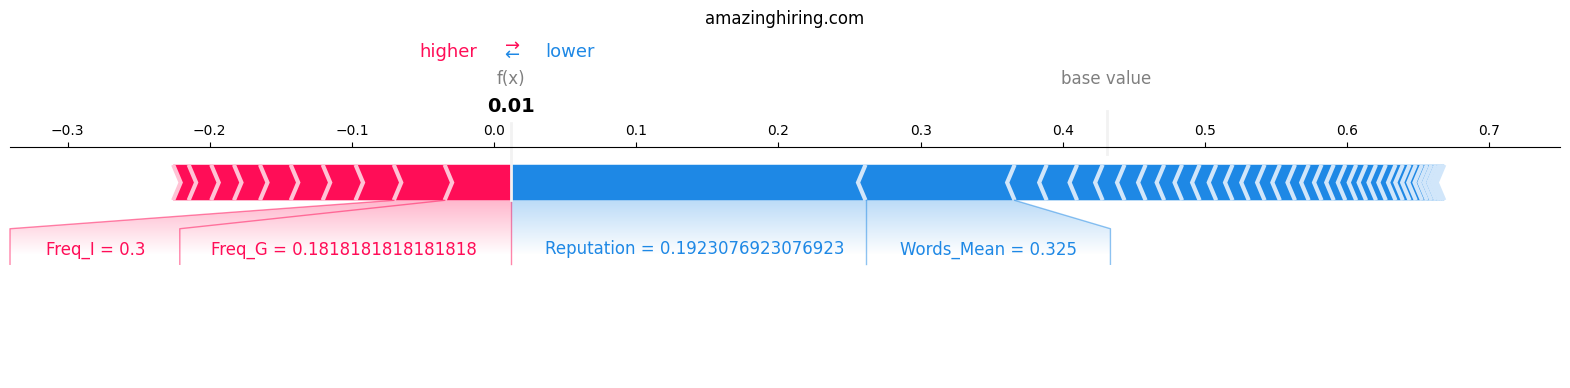 amazinghiring.com
higher ⇄ lower
f(x) base value
0.01
−0.3 −0.2 −0.1 0.0 0.1 0.2 0.3 0.4 0.5 0.6 0.7
Freq_I = 0.3 Freq_G = 0.1818181818181818 Reputation = 0.1923076923076923 Words_Mean = 0.325